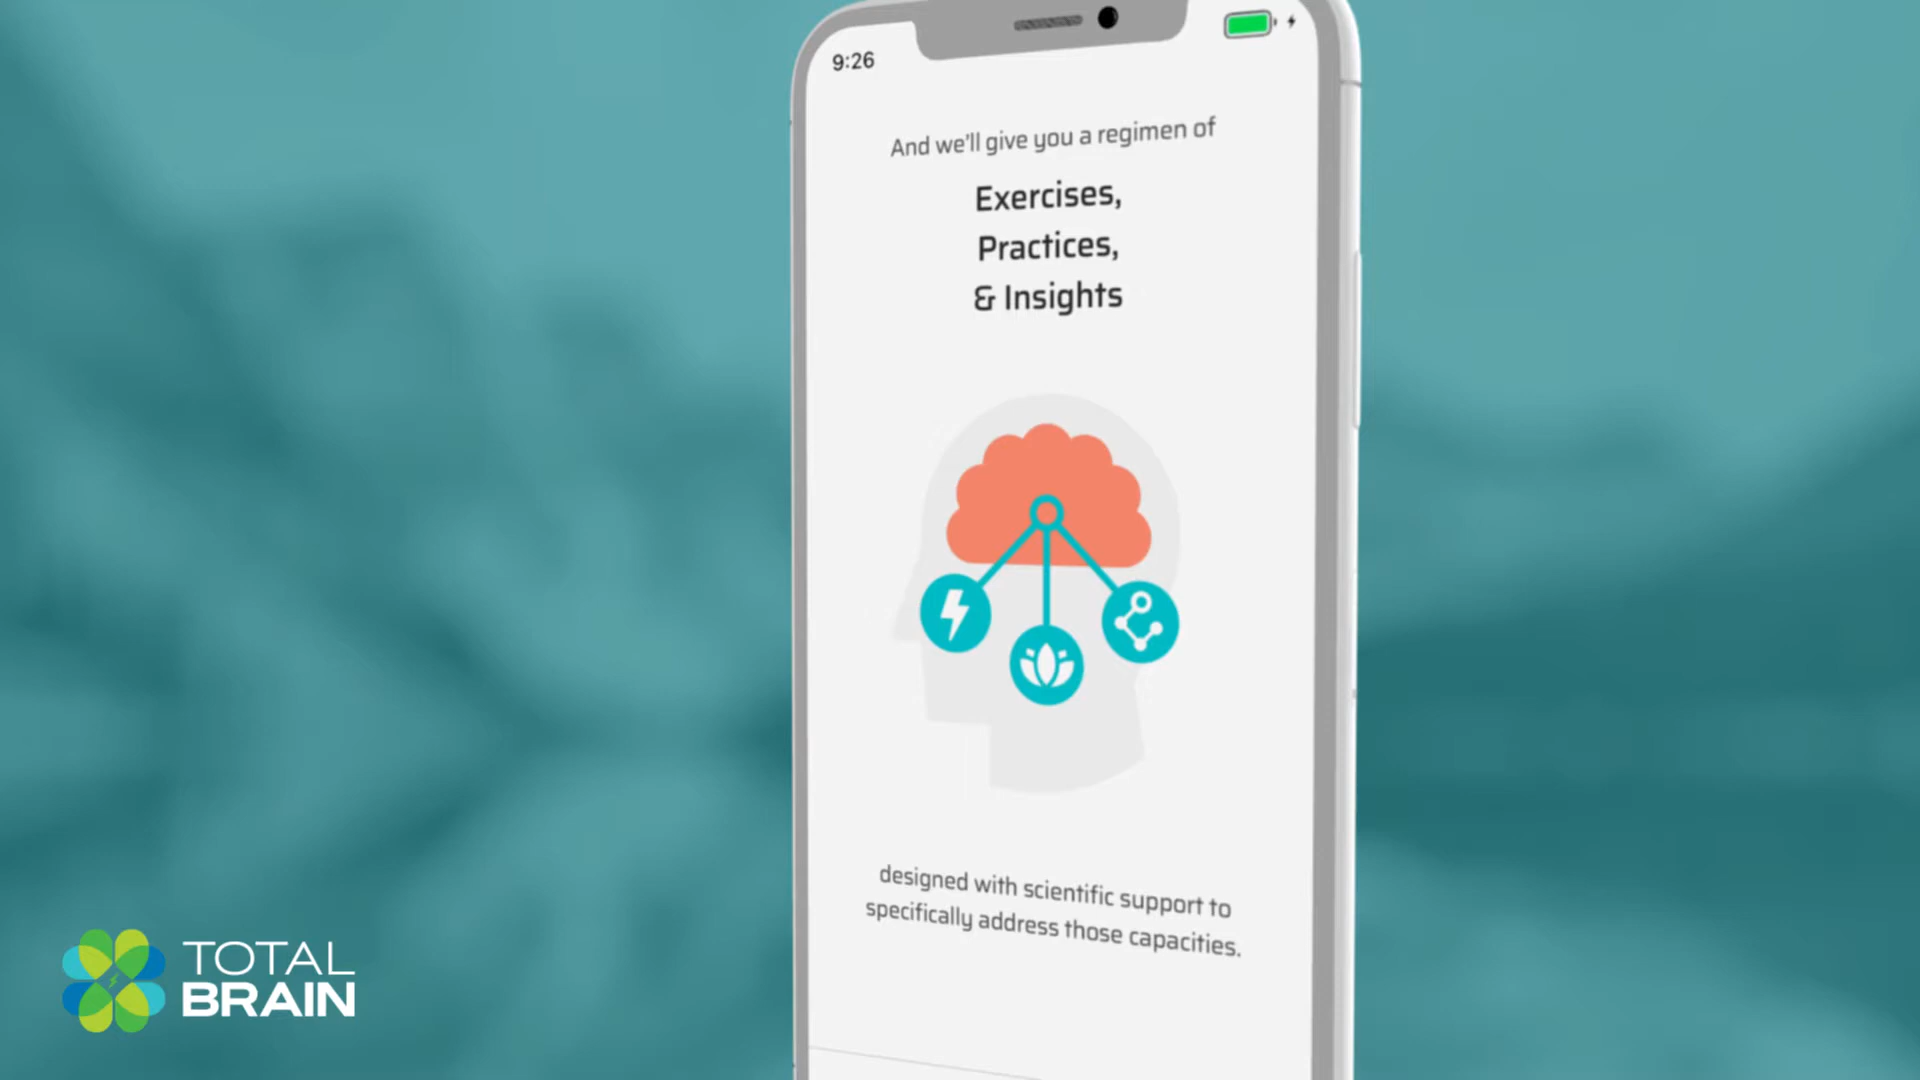 9:26
And we'll give you a regimen of
Exercises,
Practices,
& Insights
designed with scientific support to
specifically address those capacities.
TOTAL
BRAIN